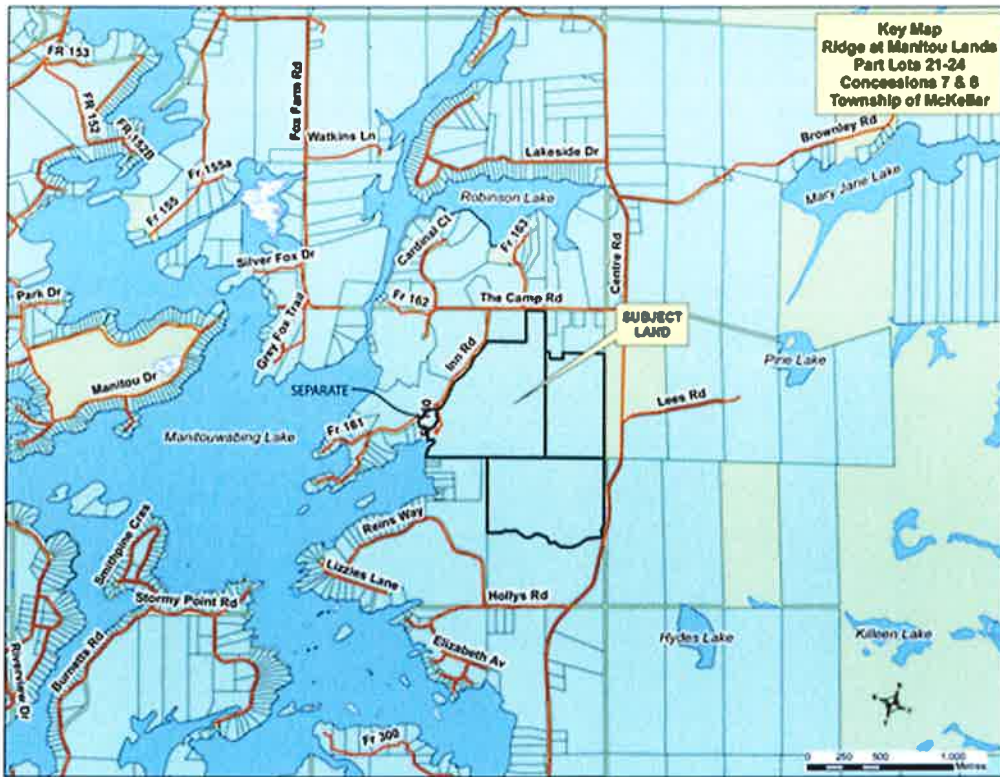 Key Map
Ridge at Manitou Lands
Part Lots 21-24
Concessions 7 & 8
Township of McKellar
FR 153
FR 152
FR 152B
Fr 155a
Fr 155
Fox Farm Rd
Watkins Ln
Lakeside Dr
Brownley Rd
Mary Jane Lake
Robinson Lake
Cardinal Ct
Fr 163
Centre Rd
Silver Fox Dr
Park Dr
Grey Fox Trail
Fr 162
The Camp Rd
SUBJECT
LAND
Pine Lake
Inn Rd
Manitou Dr
SEPARATE
Lees Rd
Fr 161
Manitouwabing Lake
Reins Way
Smithpine Cres
Lizzies Lane
Stormy Point Rd
Hollys Rd
Burnetts Rd
Riverview Dr
Elizabeth Av
Hydes Lake
Killeen Lake
Fr 300
0 250 500 1,000
Metres